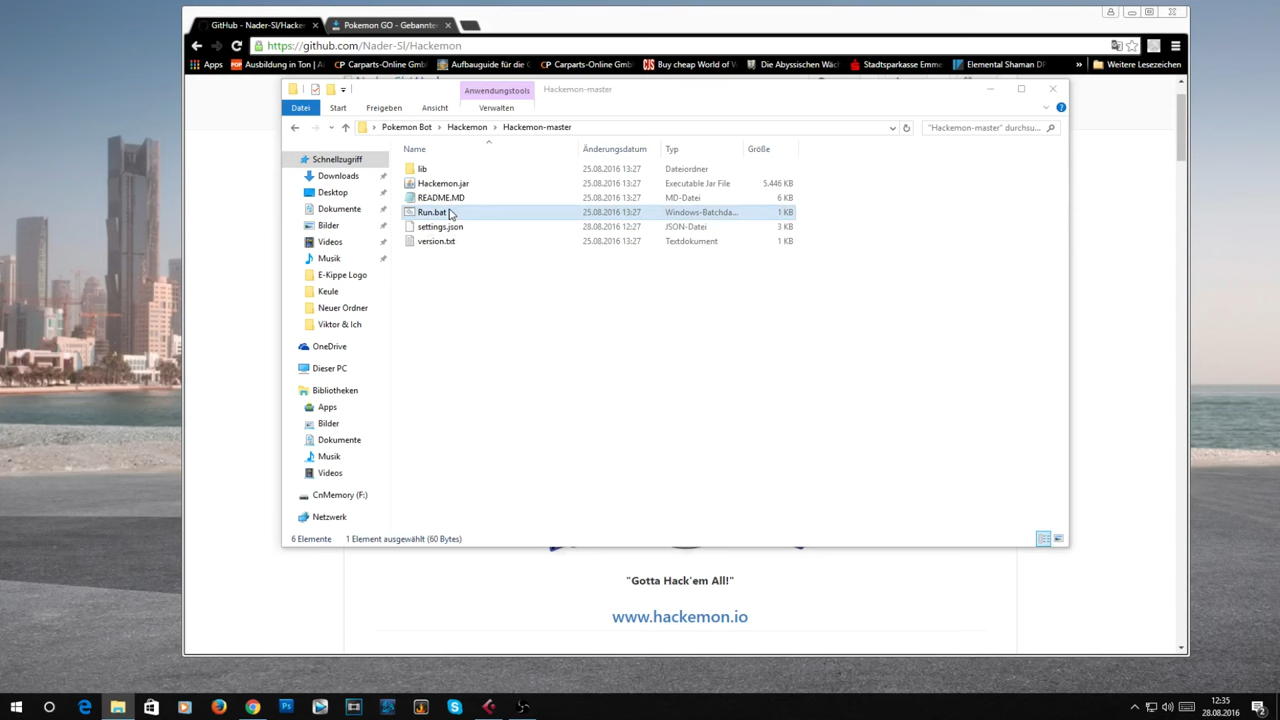 GitHub - Nader-Sl/Hacke
Pokemon GO - Gebannte
https://github.com/Nader-Sl/Hackemon
Apps
Ausbildung in Ton |
Carparts-Online Gmb
Aufbauguide für die
Carparts-Online Gmb
Buy cheap World of
Die Abyssischen Wäc
Stadtsparkasse Emme
Elemental Shaman DP
»
Weitere Lesezeichen
Anwendungstools
Hackemon-master
Datei
Start
Freigeben
Ansicht
Verwalten
Pokemon Bot
Hackemon
Hackemon-master
"Hackemon-master" durchsu...
Name
Änderungsdatum
Typ
Größe
Schnellzugriff
Downloads
Desktop
Dokumente
Bilder
Videos
Musik
E-Kippe Logo
Keule
Neuer Ordner
Viktor & Ich
OneDrive
Dieser PC
Bibliotheken
Apps
Bilder
Dokumente
Musik
Videos
CnMemory (F:)
Netzwerk
lib 25.08.2016 13:27 Dateiordner
Hackemon.jar 25.08.2016 13:27 Executable Jar File 5.446 KB
README.MD 25.08.2016 13:27 MD-Datei 6 KB
Run.bat 25.08.2016 13:27 Windows-Batchda... 1 KB
settings.json 28.08.2016 12:27 JSON-Datei 3 KB
version.txt 25.08.2016 13:27 Textdokument 1 KB
6 Elemente
1 Element ausgewählt (60 Bytes)
"Gotta Hack'em All!"
www.hackemon.io
12:35
28.08.2016
2